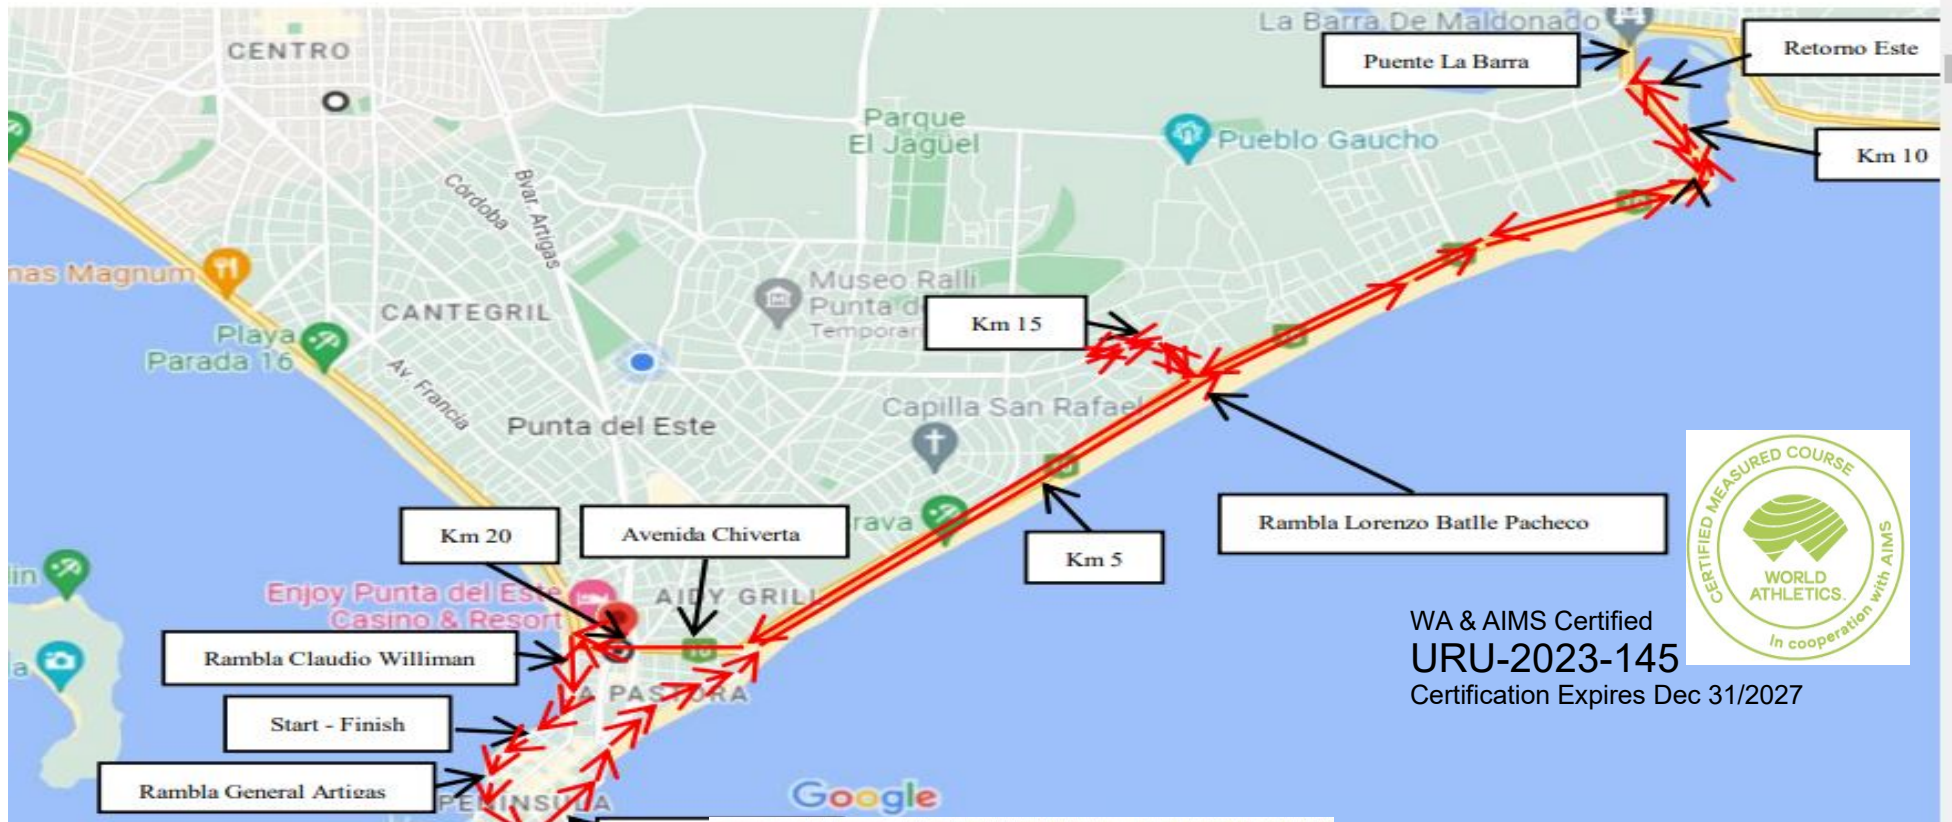 La Barra De Maldonado
Retorno Este
CENTRO
Puente La Barra
Parque
El Jagüel
Pueblo Gaucho
Km 10
Córdoba
Bvar. Artigas
nas Magnum
Museo Ralli
Punta d
Temporari
CANTEGRIL
Km 15
Playa
Parada 16
Av. Francia
Capilla San Rafael
Punta del Este
CERTIFIED MEASURED COURSE
WORLD
ATHLETICS.
In cooperation with AIMS
Rambla Lorenzo Batlle Pacheco
Km 20
Avenida Chiverta
rava
Km 5
in
Enjoy Punta del Este
Casino & Resort
AIDY GRILL
WA & AIMS Certified
URU-2023-145
Certification Expires Dec 31/2027
Rambla Claudio Williman
a
10
A PASTORA
Start - Finish
Rambla General Artigas
PENINSULA
Google